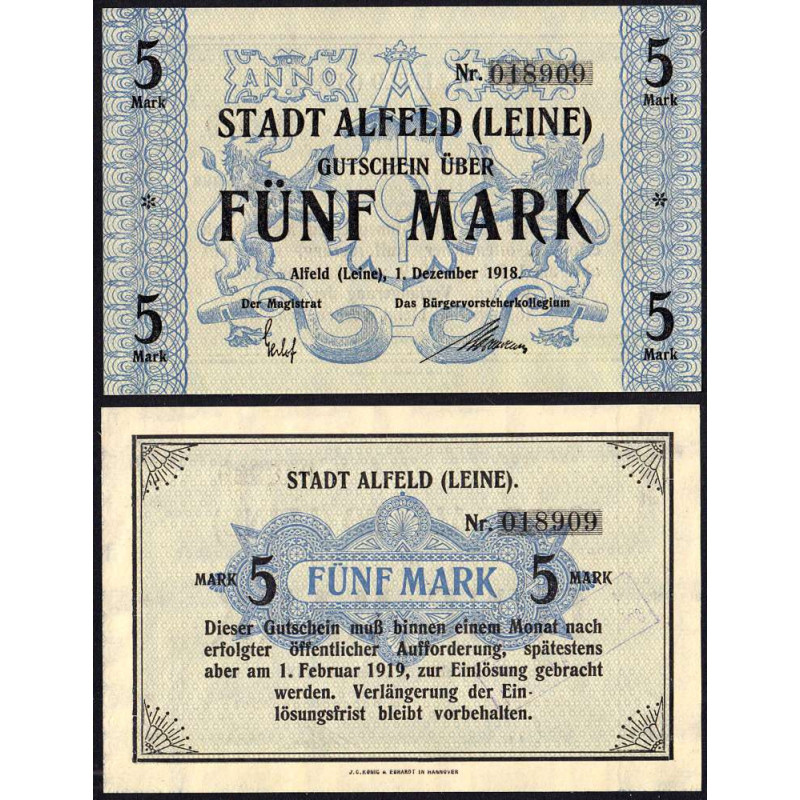 5 ANNO A Nr. 018909 5
Mark Mark
STADT ALFELD (LEINE)
GUTSCHEIN ÜBER
* FÜNF MARK *
Alfeld (Leine), 1. Dezember 1918.
Der Magistrat Das Bürgervorsteherkollegium
5 5
Mark Mark
STADT ALFELD (LEINE).
Nr. 018909
MARK 5 FÜNF MARK 5 MARK
Dieser Gutschein muß binnen einem Monat nach
erfolgter öffentlicher Aufforderung, spätestens
aber am 1. Februar 1919, zur Einlösung gebracht
werden. Verlängerung der Ein-
lösungsfrist bleibt vorbehalten.
J.C.KÖNIG & EBHARDT IN HANNOVER